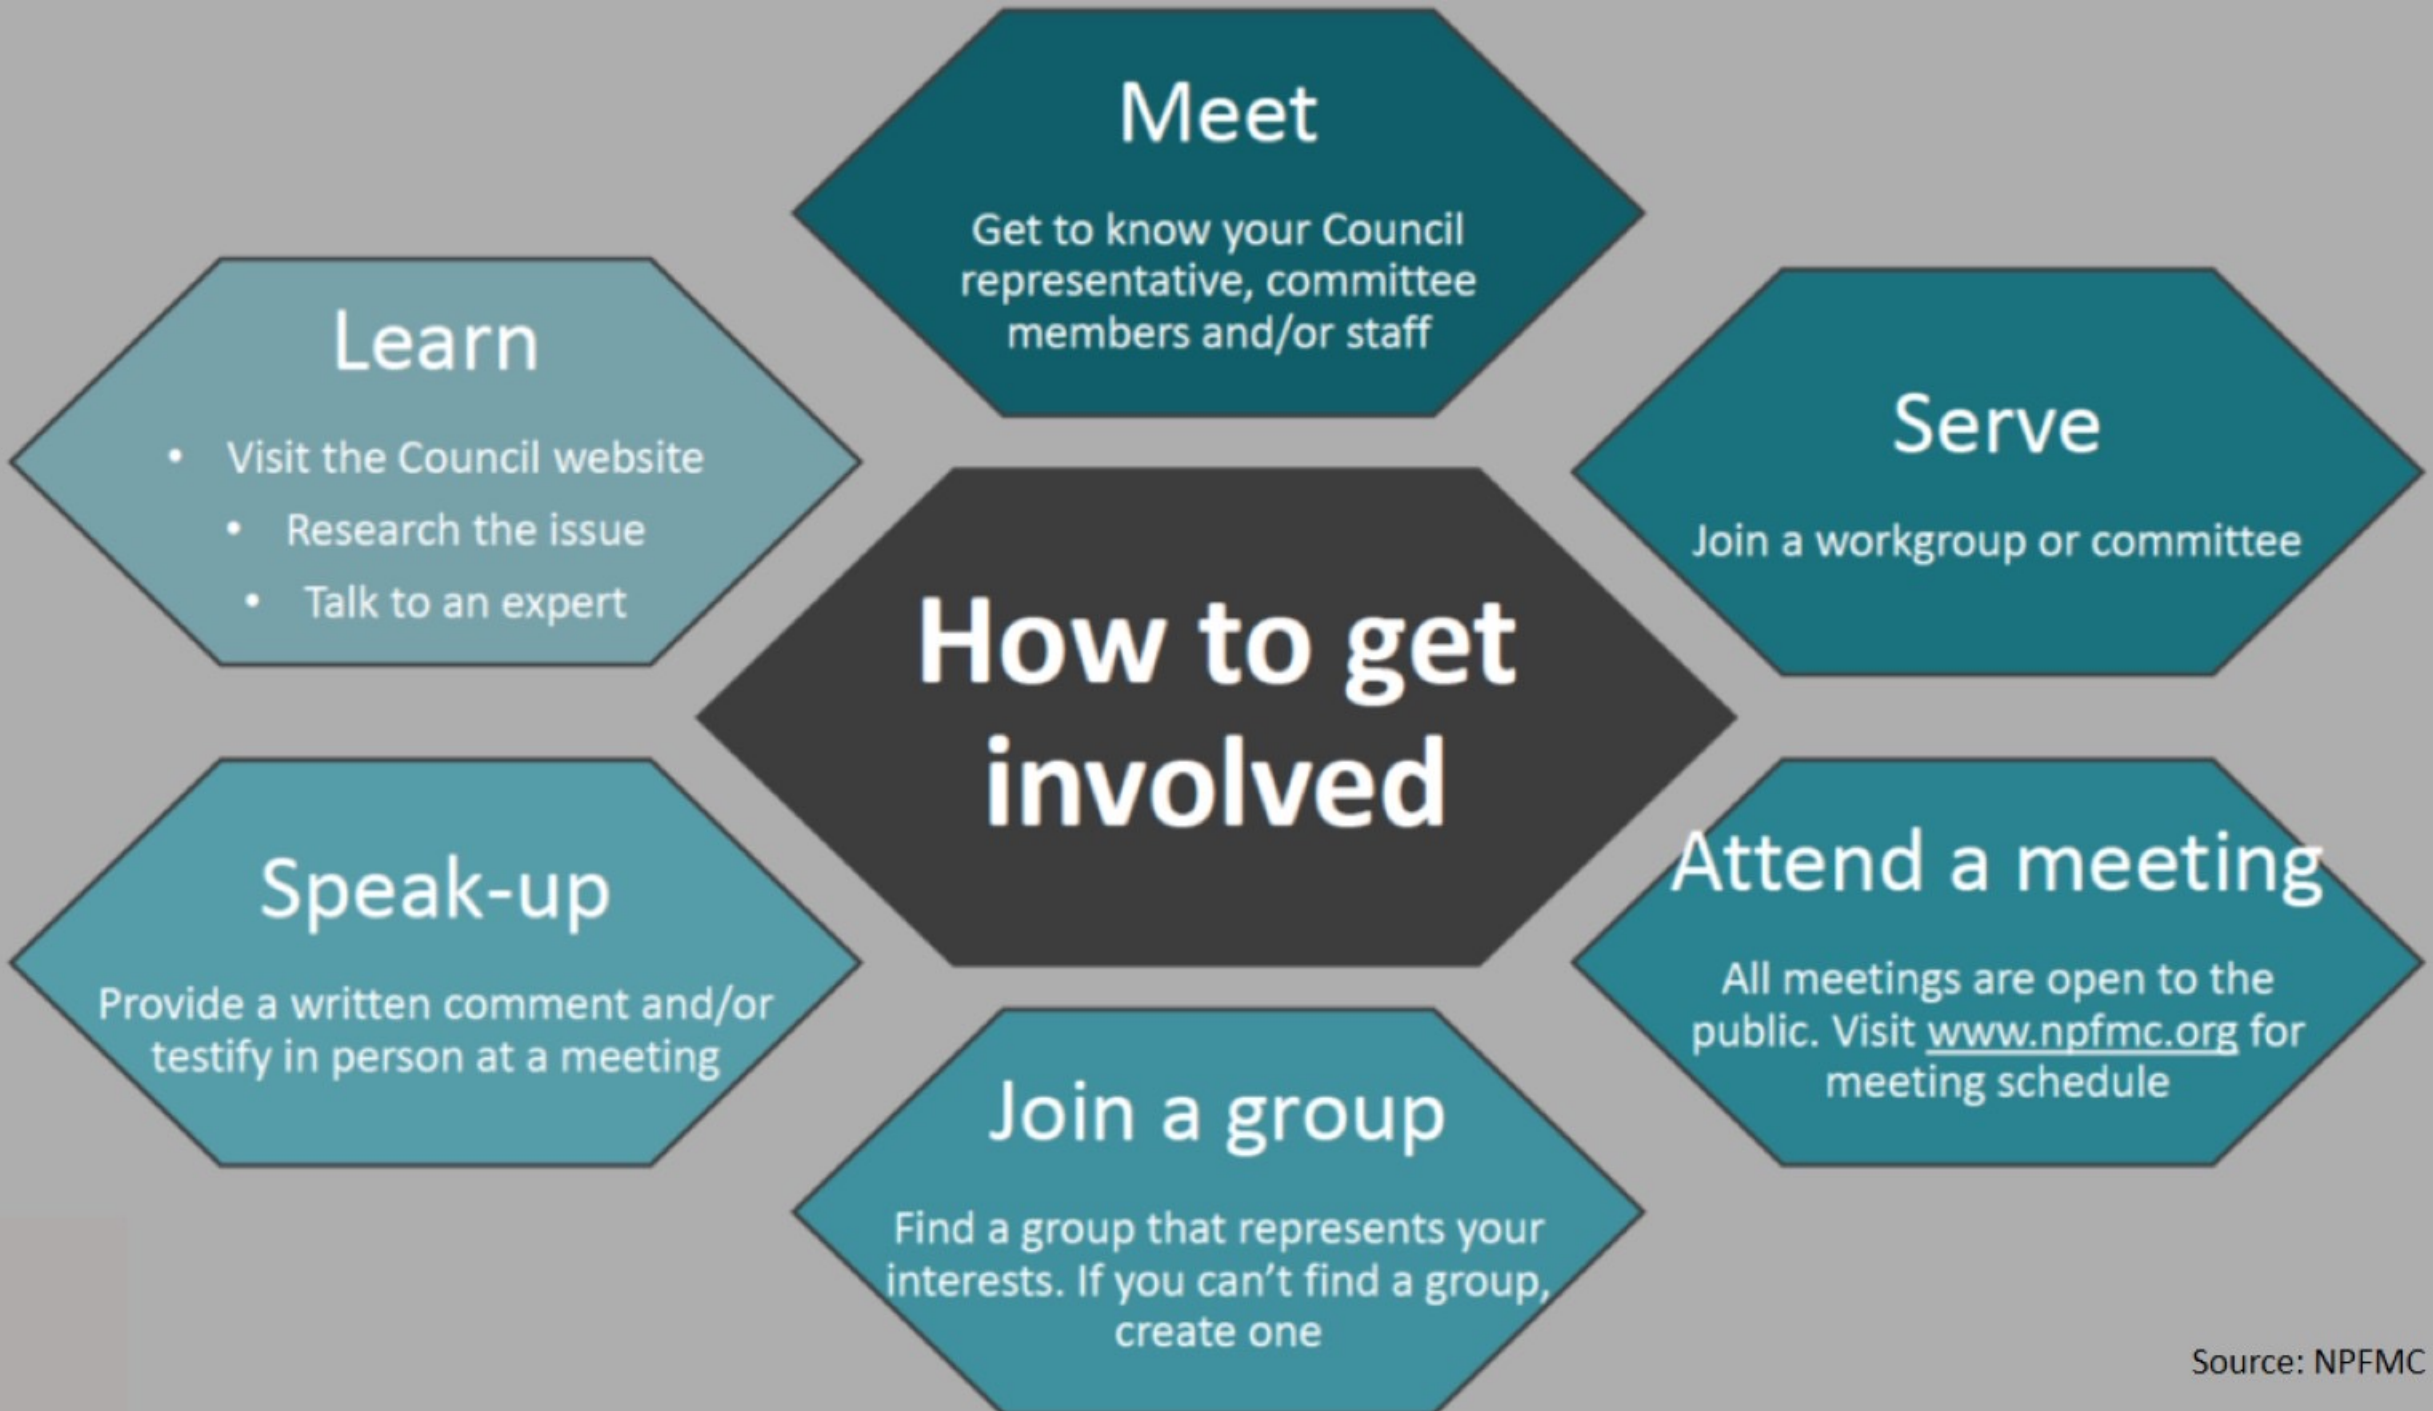 Meet
Get to know your Council
representative, committee
members and/or staff
Learn
• Visit the Council website
• Research the issue
• Talk to an expert
Serve
Join a workgroup or committee
How to get
involved
Speak-up
Provide a written comment and/or
testify in person at a meeting
Attend a meeting
All meetings are open to the
public. Visit www.npfmc.org for
meeting schedule
Join a group
Find a group that represents your
interests. If you can’t find a group,
create one
Source: NPFMC